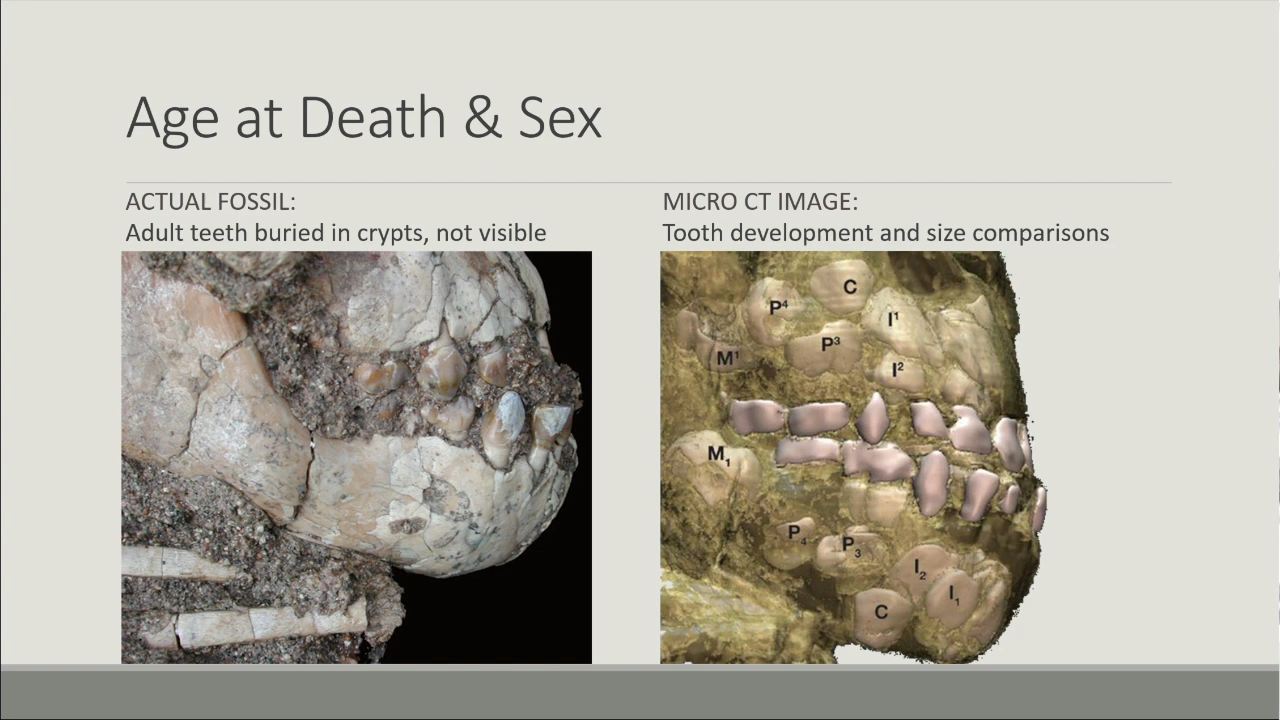 Age at Death & Sex
ACTUAL FOSSIL:
Adult teeth buried in crypts, not visible
MICRO CT IMAGE:
Tooth development and size comparisons
C
P⁴
I¹
P³
M¹
I²
M₁
P₄
P₃
I₂
I₁
C